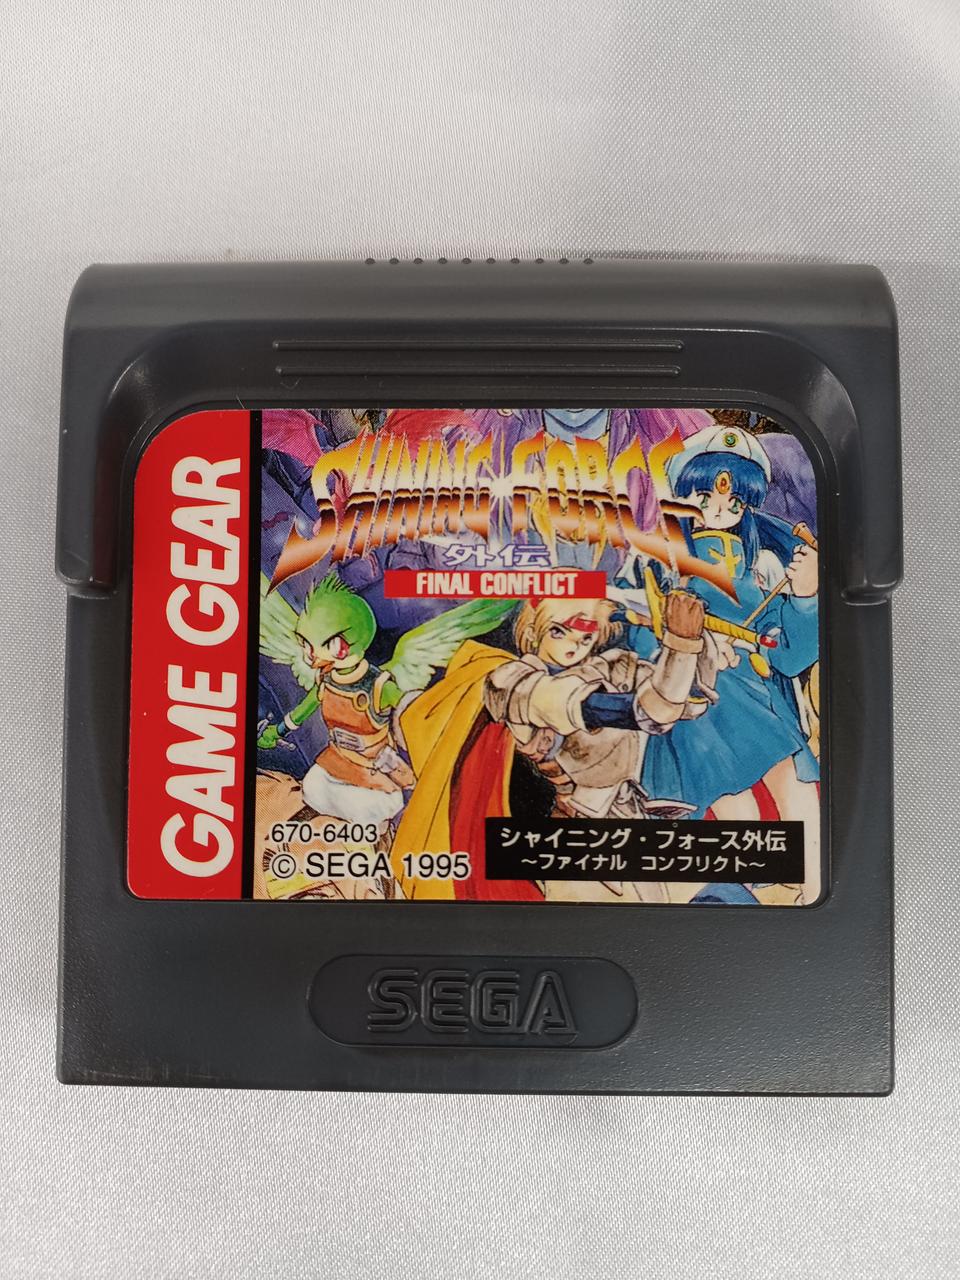 GAME GEAR
SHINING FORCE
外伝
FINAL CONFLICT
670-6403
© SEGA 1995
シャイニング・フォース外伝
~ファイナル コンフリクト~
SEGA